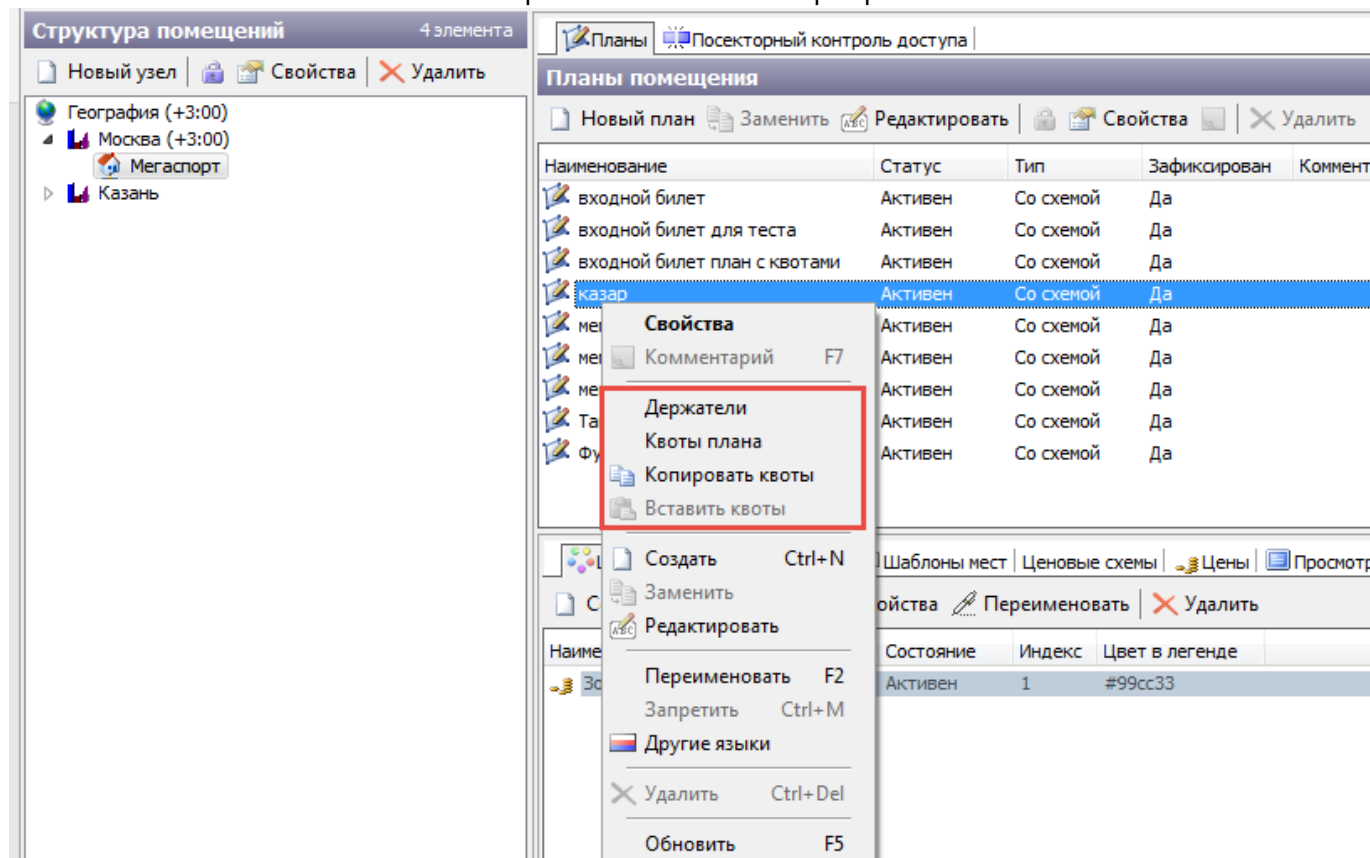 Структура помещений 4 элемента
Новый узел Свойства Удалить
География (+3:00)
Москва (+3:00)
Мегаспорт
Казань
Планы Посекторный контроль доступа
Планы помещения
Новый план Заменить Редактировать Свойства Удалить
Наименование Статус Тип Зафиксирован Коммент
входной билет Активен Со схемой Да
входной билет для теста Активен Со схемой Да
входной билет план с квотами Активен Со схемой Да
казар Активен Со схемой Да
Активен Со схемой Да
Активен Со схемой Да
Активен Со схемой Да
Та Активен Со схемой Да
Фу Активен Со схемой Да
Свойства
Комментарий F7
Держатели
Квоты плана
Копировать квоты
Вставить квоты
Создать Ctrl+N
Заменить
Редактировать
Переименовать F2
Запретить Ctrl+M
Другие языки
Удалить Ctrl+Del
Обновить F5
Шаблоны мест Ценовые схемы Цены Просмотр
ойства Переименовать Удалить
Наиме Состояние Индекс Цвет в легенде
Зо Активен 1 #99cc33